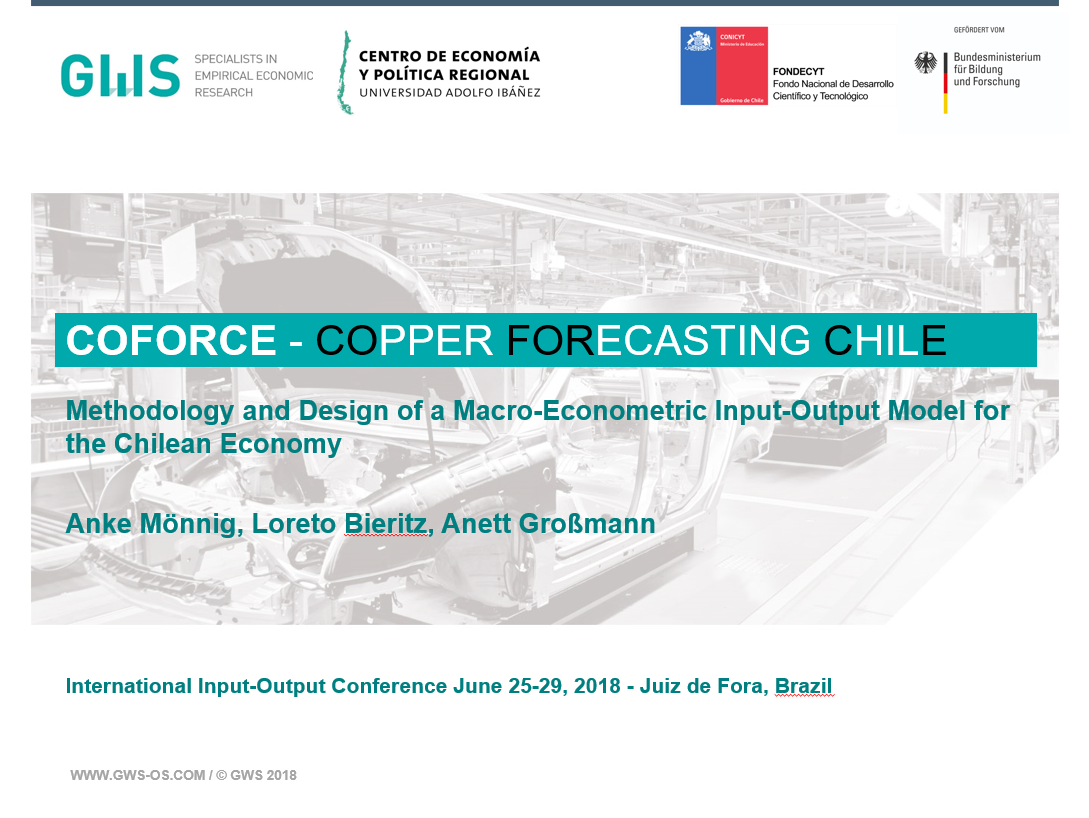 GWS
SPECIALISTS IN
EMPIRICAL ECONOMIC
RESEARCH
CENTRO DE ECONOMÍA
Y POLÍTICA REGIONAL
UNIVERSIDAD ADOLFO IBÁÑEZ
CONICYT
Ministerio de Educación
Gobierno de Chile
FONDECYT
Fondo Nacional de Desarrollo
Científico y Tecnológico
GEFÖRDERT VOM
Bundesministerium
für Bildung
und Forschung
COFORCE - COPPER FORECASTING CHILE
Methodology and Design of a Macro-Econometric Input-Output Model for
the Chilean Economy
Anke Mönnig, Loreto Bieritz, Anett Großmann
International Input-Output Conference June 25-29, 2018 - Juiz de Fora, Brazil
WWW.GWS-OS.COM / © GWS 2018